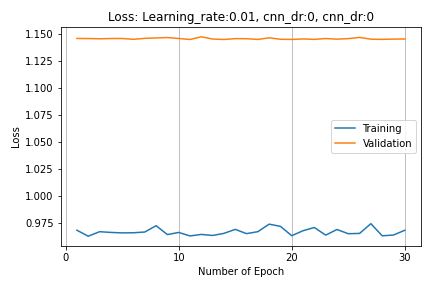 Loss: Learning_rate:0.01, cnn_dr:0, cnn_dr:0
1.150
1.125
1.100
1.075
1.050
1.025
1.000
0.975
Loss
Training
Validation
0
10
20
30
Number of Epoch